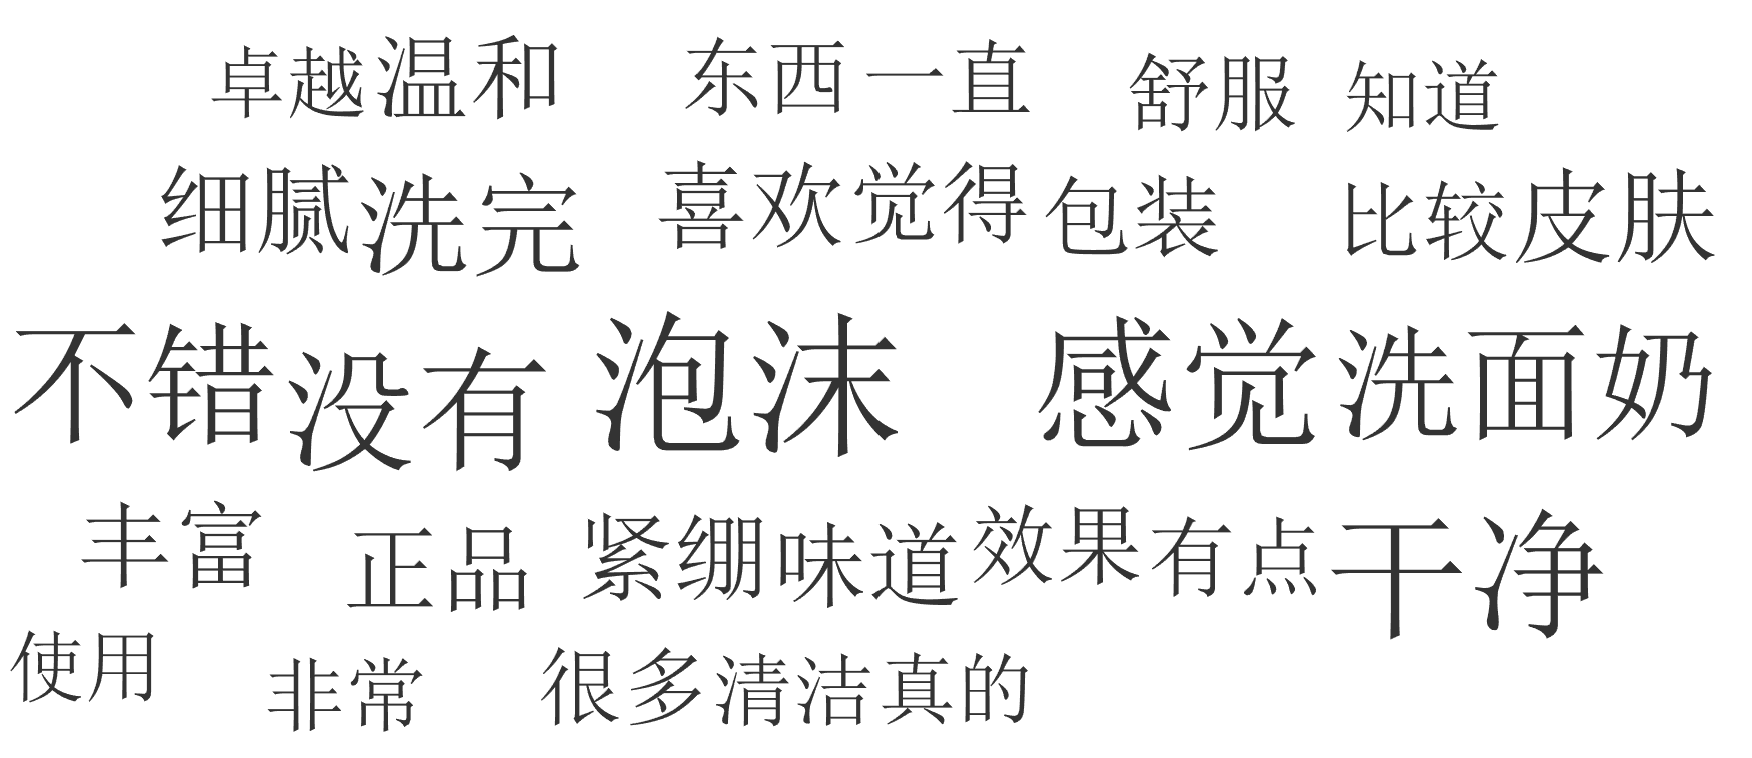 卓越 温和 东西 一直 舒服 知道
细腻 洗完 喜欢 觉得 包装 比较 皮肤
不错 没有 泡沫 感觉 洗面奶
丰富 正品 紧绷 味道 效果 有点 干净
使用 非常 很多 清洁 真的